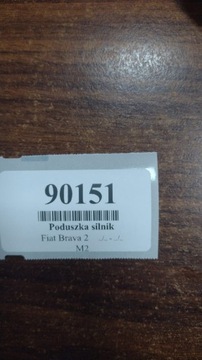 90151
Poduszka silnik
Fiat Brava 2 ../.. - ../..
M2